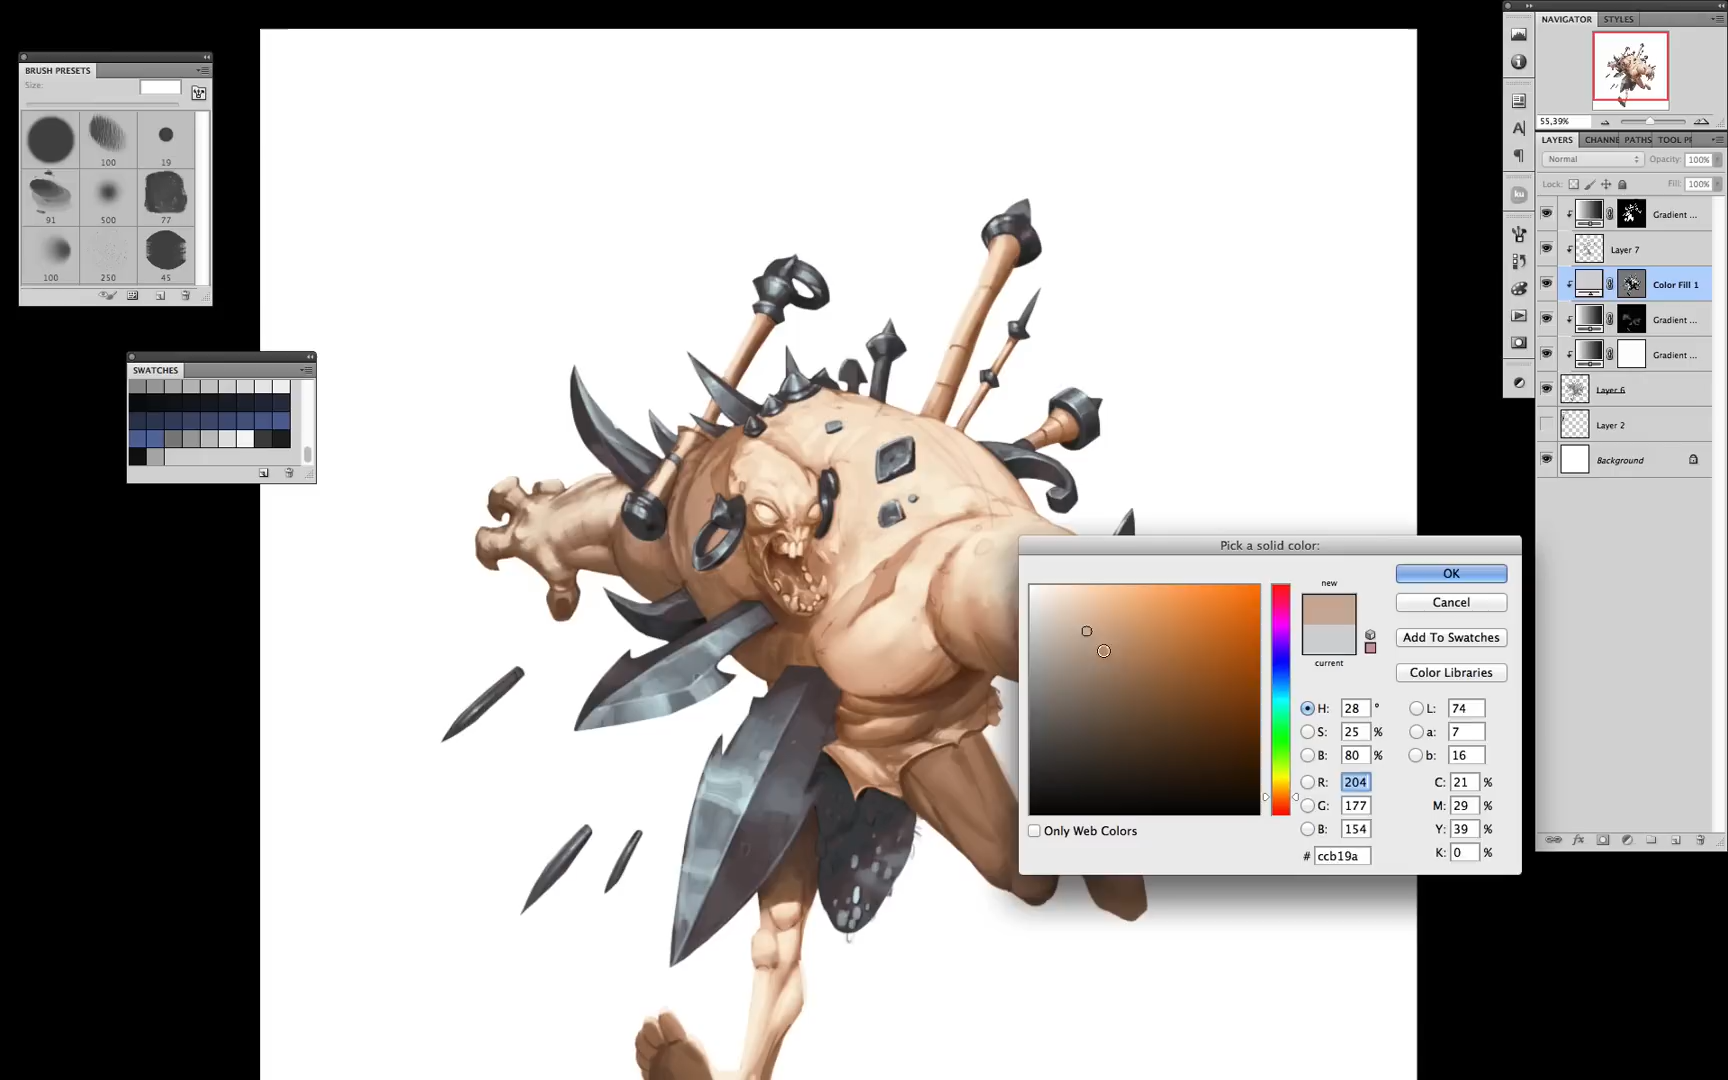 BRUSH PRESETS
Size:
100
19
91
500
77
100
250
45
SWATCHES
NAVIGATOR
STYLES
55,39%
LAYERS
CHANNE
PATHS
TOOL PI
Normal
Opacity:
100%
Lock:
Fill:
100%
Gradient ...
Layer 7
Color Fill 1
Gradient ...
Gradient ...
Layer 6
Layer 2
Background
A
ku
fx
Pick a solid color:
new
current
OK
Cancel
Add To Swatches
Color Libraries
H: 28 °
L: 74
S: 25 %
a: 7
B: 80 %
b: 16
R: 204
C: 21 %
G: 177
M: 29 %
B: 154
Y: 39 %
# ccb19a
K: 0 %
Only Web Colors